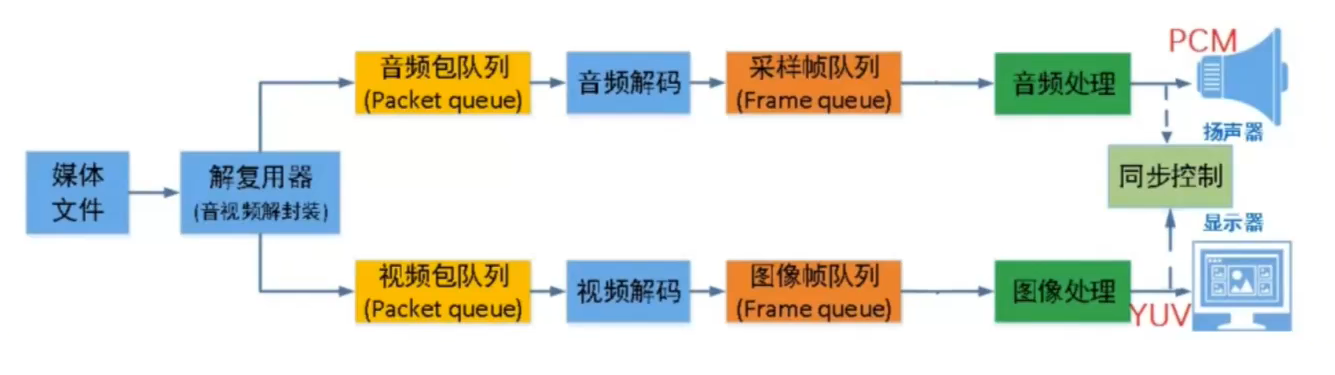 音频包队列
(Packet queue)
音频解码
采样帧队列
(Frame queue)
音频处理
PCM
扬声器
媒体
文件
解复用器
(音视频解封装)
同步控制
显示器
视频包队列
(Packet queue)
视频解码
图像帧队列
(Frame queue)
图像处理
YUV